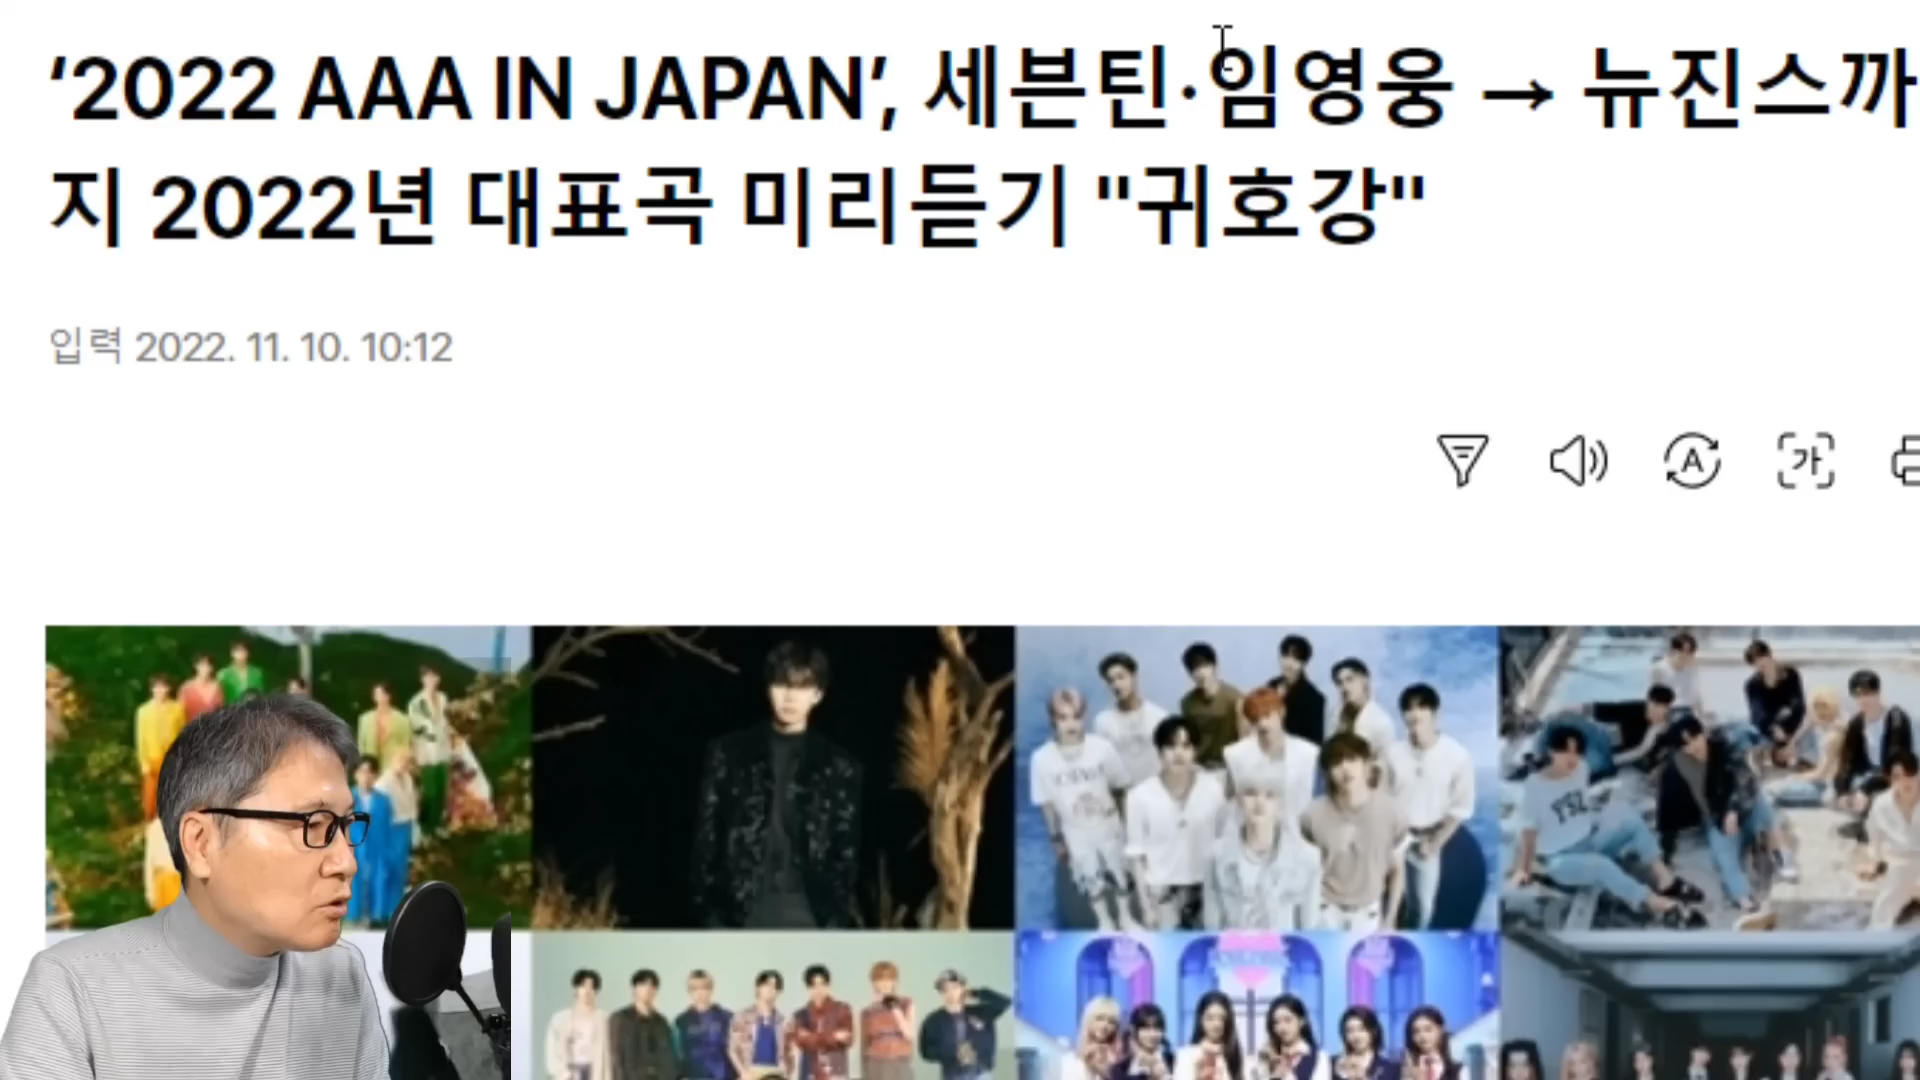 ‘2022 AAA IN JAPAN’, 세븐틴·임영웅 → 뉴진스까
지 2022년 대표곡 미리듣기 "귀호강"
입력 2022. 11. 10. 10:12
A
가